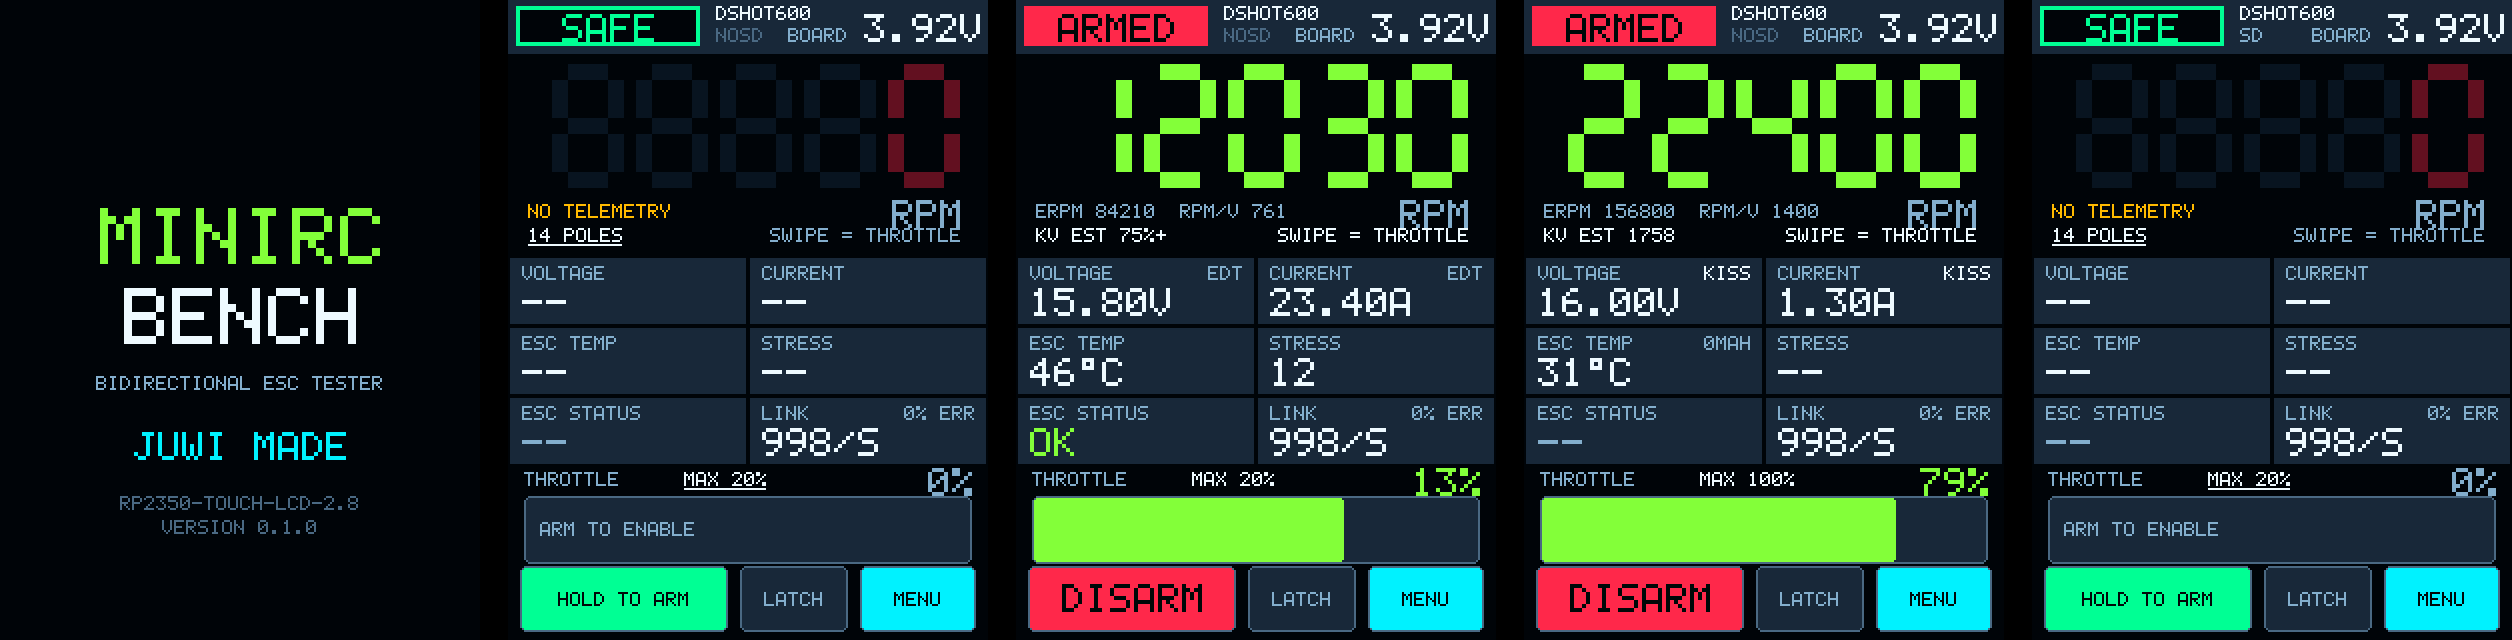 MINIRC
BENCH
BIDIRECTIONAL ESC TESTER
JUWI MADE
RP2350-TOUCH-LCD-2.8
VERSION 0.1.0
SAFE
DSHOT600
NOSD BOARD 3.92V
0
NO TELEMETRY RPM
14 POLES SWIPE = THROTTLE
VOLTAGE CURRENT
-- --
ESC TEMP STRESS
-- --
ESC STATUS LINK 0% ERR
-- 998/S
THROTTLE MAX 20% 0%
ARM TO ENABLE
HOLD TO ARM LATCH MENU
ARMED
DSHOT600
NOSD BOARD 3.92V
12030
ERPM 84210 RPM/V 761 RPM
KV EST 75%+ SWIPE = THROTTLE
VOLTAGE EDT CURRENT EDT
15.80V 23.40A
ESC TEMP STRESS
46°C 12
ESC STATUS LINK 0% ERR
OK 998/S
THROTTLE MAX 20% 13%
DISARM LATCH MENU
ARMED
DSHOT600
NOSD BOARD 3.92V
22400
ERPM 156800 RPM/V 1400 RPM
KV EST 1758 SWIPE = THROTTLE
VOLTAGE KISS CURRENT KISS
16.00V 1.30A
ESC TEMP 0MAH STRESS
31°C --
ESC STATUS LINK 0% ERR
-- 998/S
THROTTLE MAX 100% 79%
DISARM LATCH MENU
SAFE
DSHOT600
SD BOARD 3.92V
0
NO TELEMETRY RPM
14 POLES SWIPE = THROTTLE
VOLTAGE CURRENT
-- --
ESC TEMP STRESS
-- --
ESC STATUS LINK 0% ERR
-- 998/S
THROTTLE MAX 20% 0%
ARM TO ENABLE
HOLD TO ARM LATCH MENU